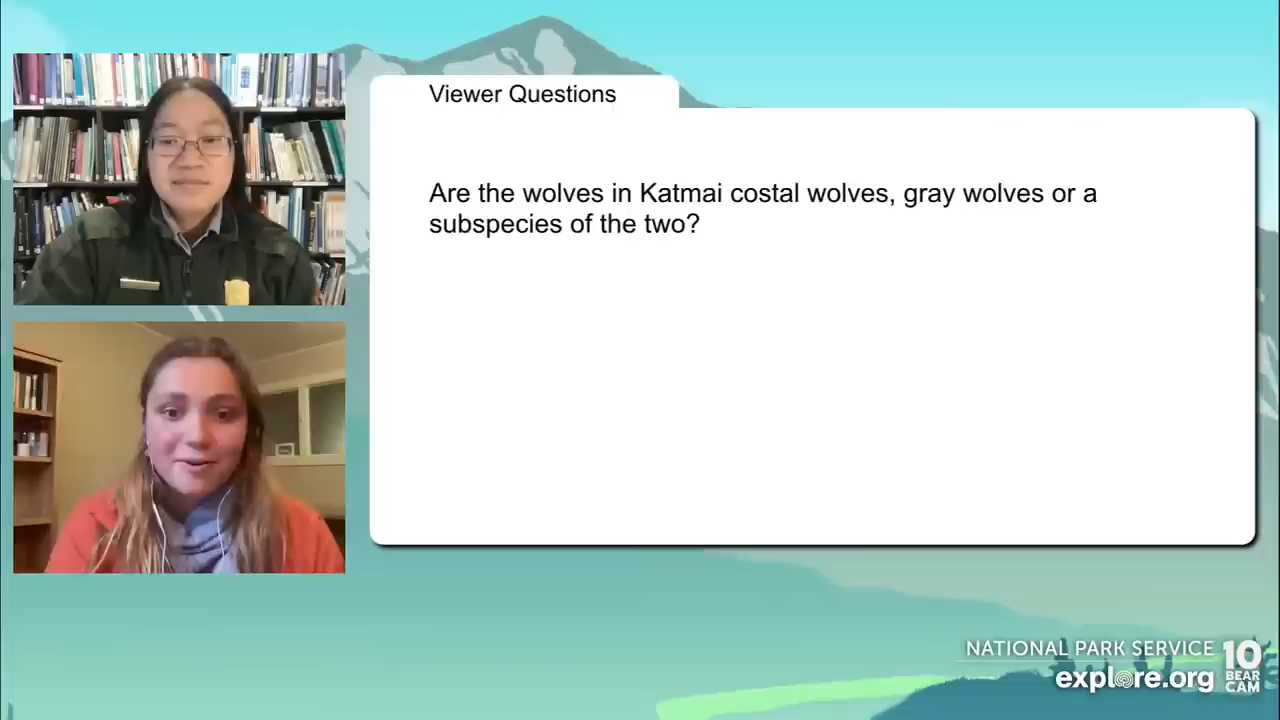 Viewer Questions
Are the wolves in Katmai costal wolves, gray wolves or a
subspecies of the two?
NATIONAL PARK SERVICE
explore.org
10
BEAR
CAM